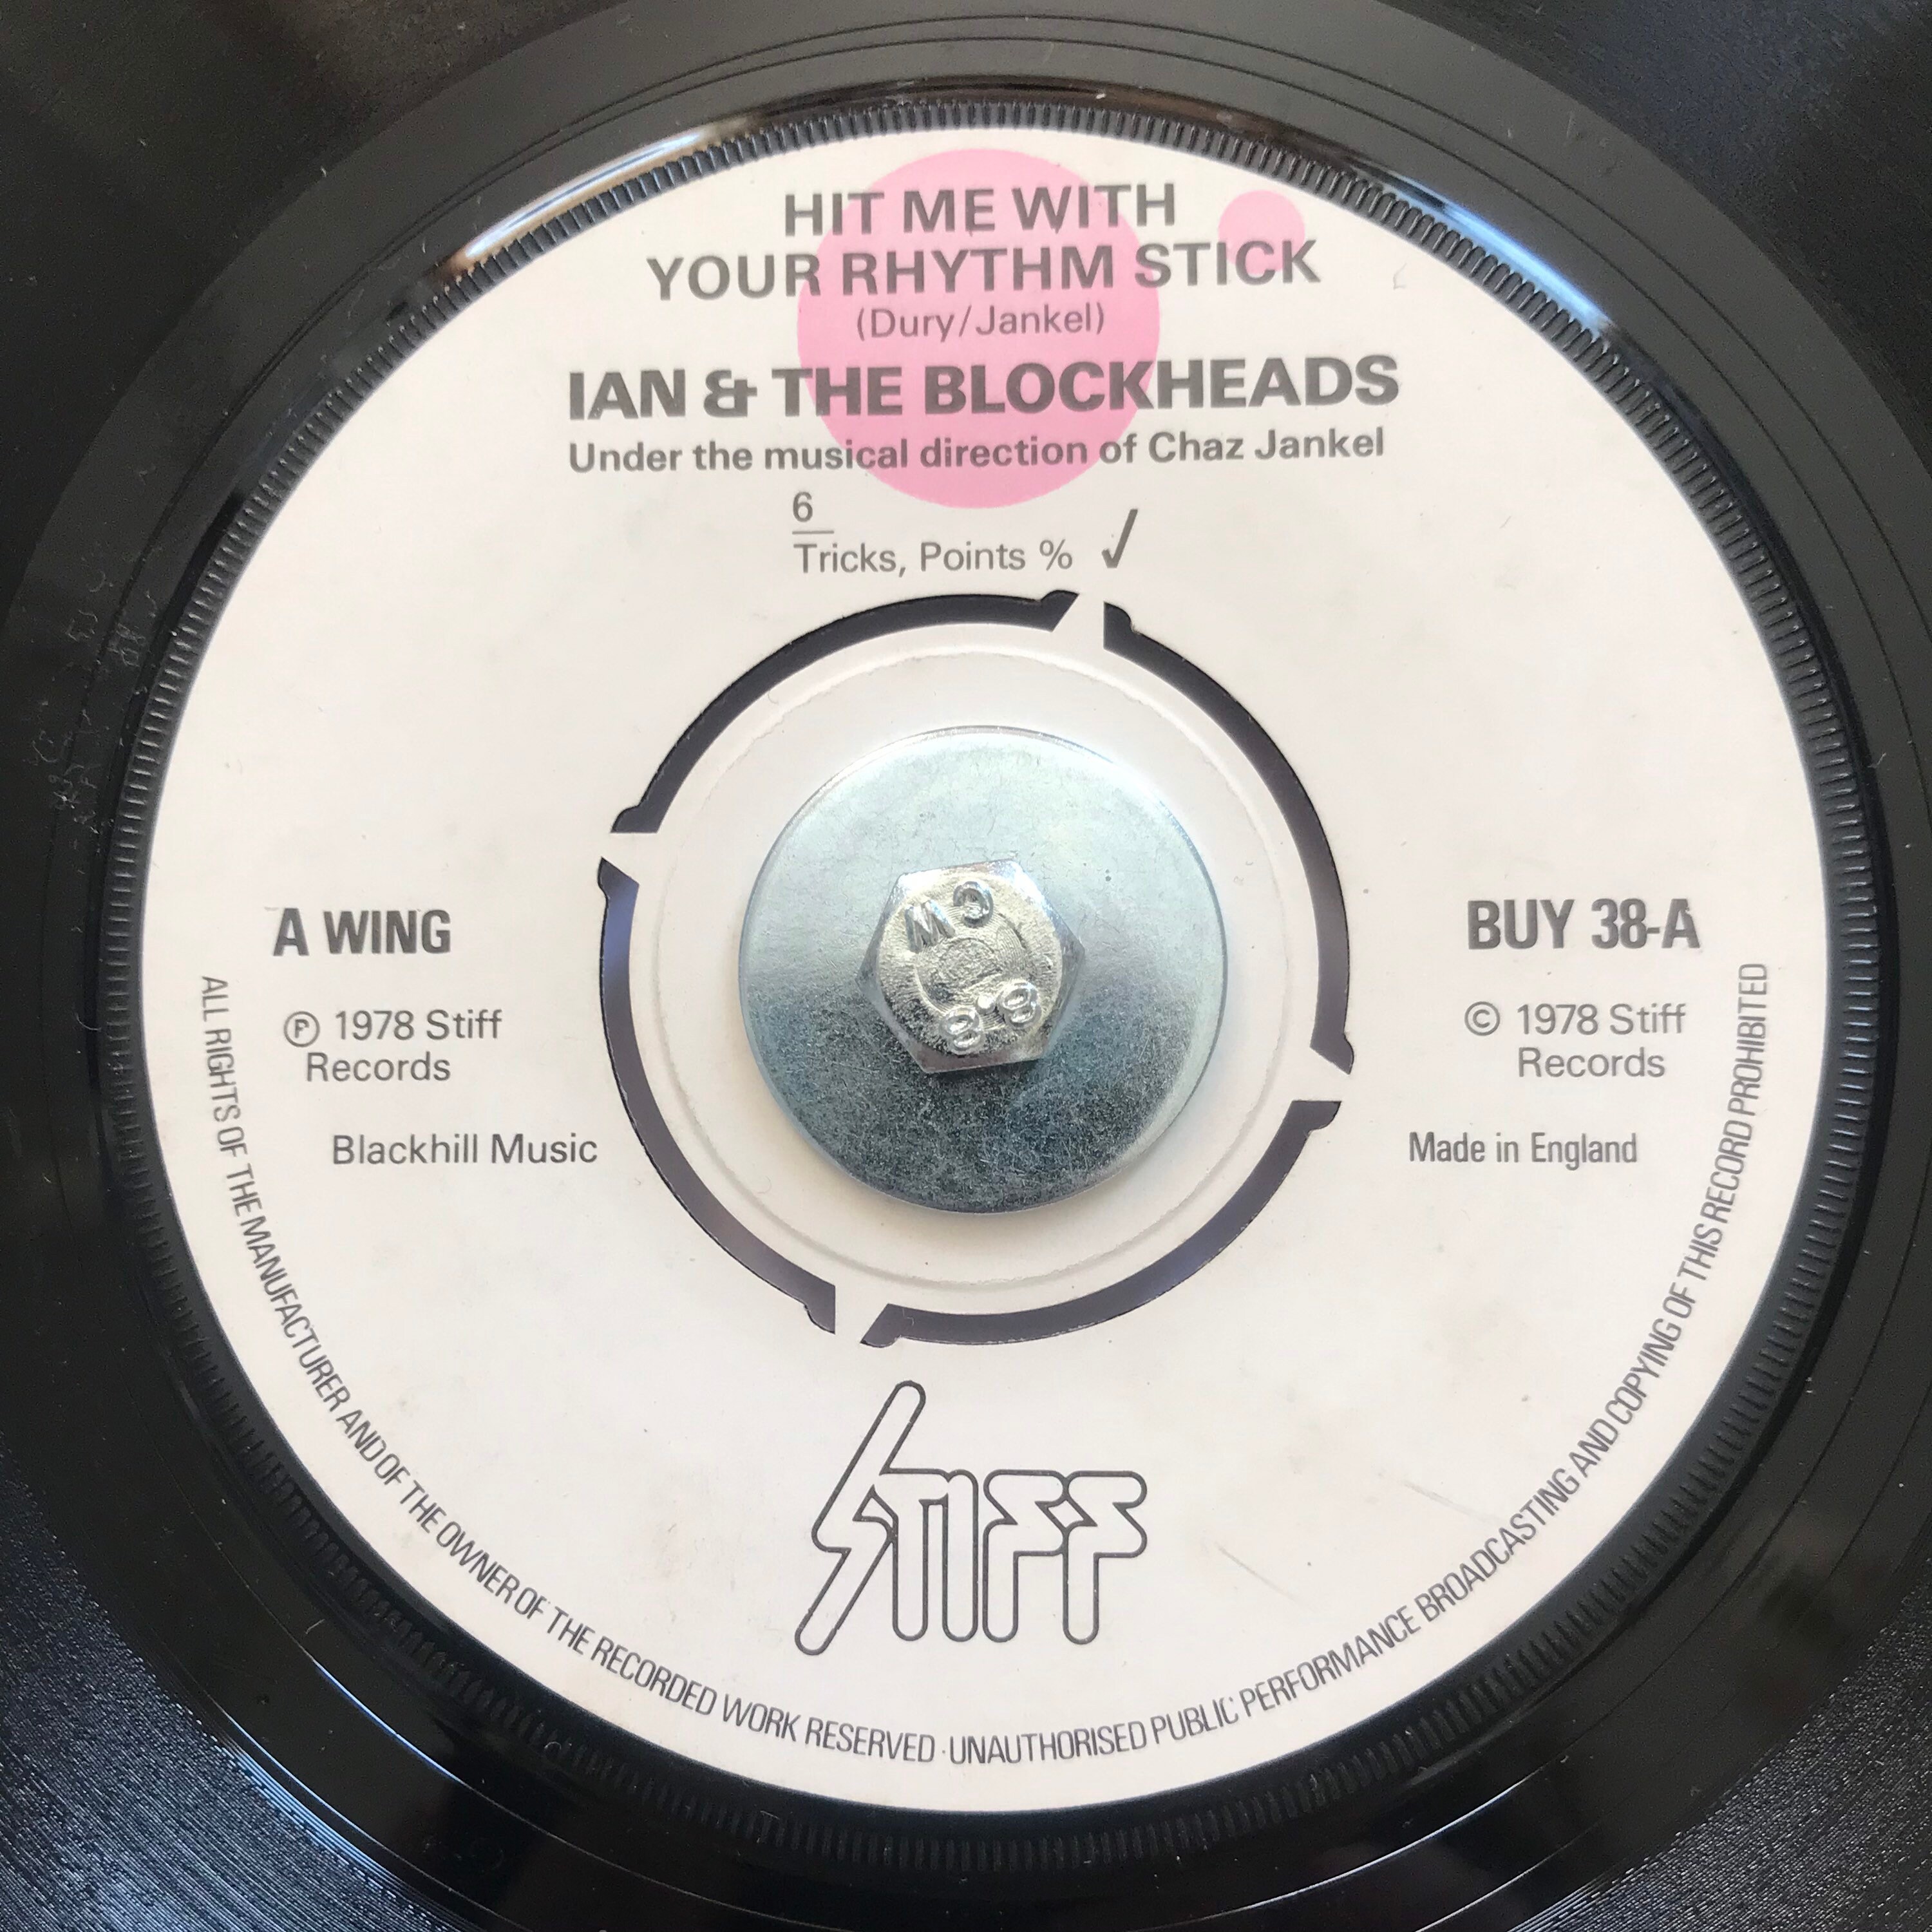 HIT ME WITH
YOUR RHYTHM STICK
(Dury/Jankel)
IAN & THE BLOCKHEADS
Under the musical direction of Chaz Jankel
6
Tricks, Points % ✓
A WING
BUY 38-A
Ⓟ 1978 Stiff
Records
© 1978 Stiff
Records
Blackhill Music
Made in England
8.8
STIFF
ALL RIGHTS OF THE MANUFACTURER AND OF THE OWNER OF THE RECORDED WORK RESERVED · UNAUTHORISED PUBLIC PERFORMANCE BROADCASTING AND COPYING OF THIS RECORD PROHIBITED